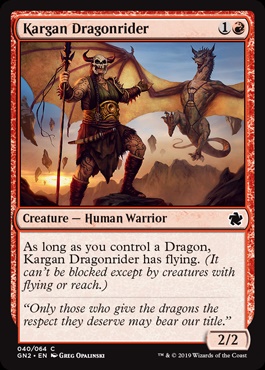 Kargan Dragonrider 1
Creature — Human Warrior
As long as you control a Dragon,
Kargan Dragonrider has flying. (It
can't be blocked except by creatures with
flying or reach.)
"Only those who give the dragons the
respect they deserve may bear our title."
2/2
040/064 C
GN2 • EN Greg Opalinski
™ & © 2019 Wizards of the Coast